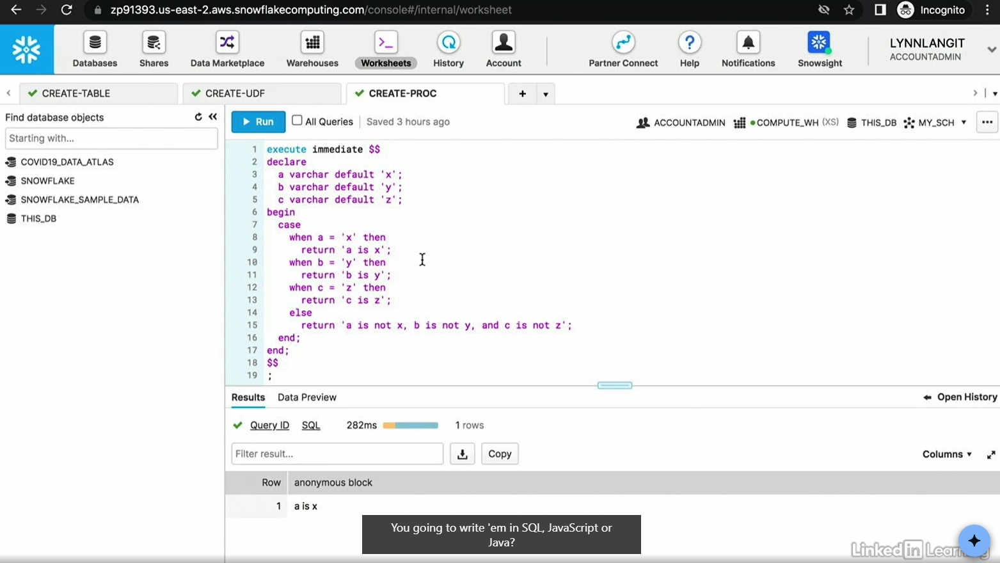 zp91393.us-east-2.aws.snowflakecomputing.com/console#/internal/worksheet
Incognito
Databases
Shares
Data Marketplace
Warehouses
Worksheets
History
Account
Partner Connect
Help
Notifications
Snowsight
LYNNLANGIT
ACCOUNTADMIN
CREATE-TABLE
CREATE-UDF
CREATE-PROC
Find database objects
Starting with...
COVID19_DATA_ATLAS
SNOWFLAKE
SNOWFLAKE_SAMPLE_DATA
THIS_DB
Run
All Queries
Saved 3 hours ago
ACCOUNTADMIN
COMPUTE_WH (XS)
THIS_DB
MY_SCH
1 execute immediate $$
2 declare
3 a varchar default 'x';
4 b varchar default 'y';
5 c varchar default 'z';
6 begin
7 case
8 when a = 'x' then
9 return 'a is x';
10 when b = 'y' then
11 return 'b is y';
12 when c = 'z' then
13 return 'c is z';
14 else
15 return 'a is not x, b is not y, and c is not z';
16 end;
17 end;
18 $$
19 ;
Results
Data Preview
Open History
Query ID
SQL
282ms
1 rows
Filter result...
Copy
Columns
Row anonymous block
1 a is x
You going to write 'em in SQL, JavaScript or
Java?
Linked in Learning